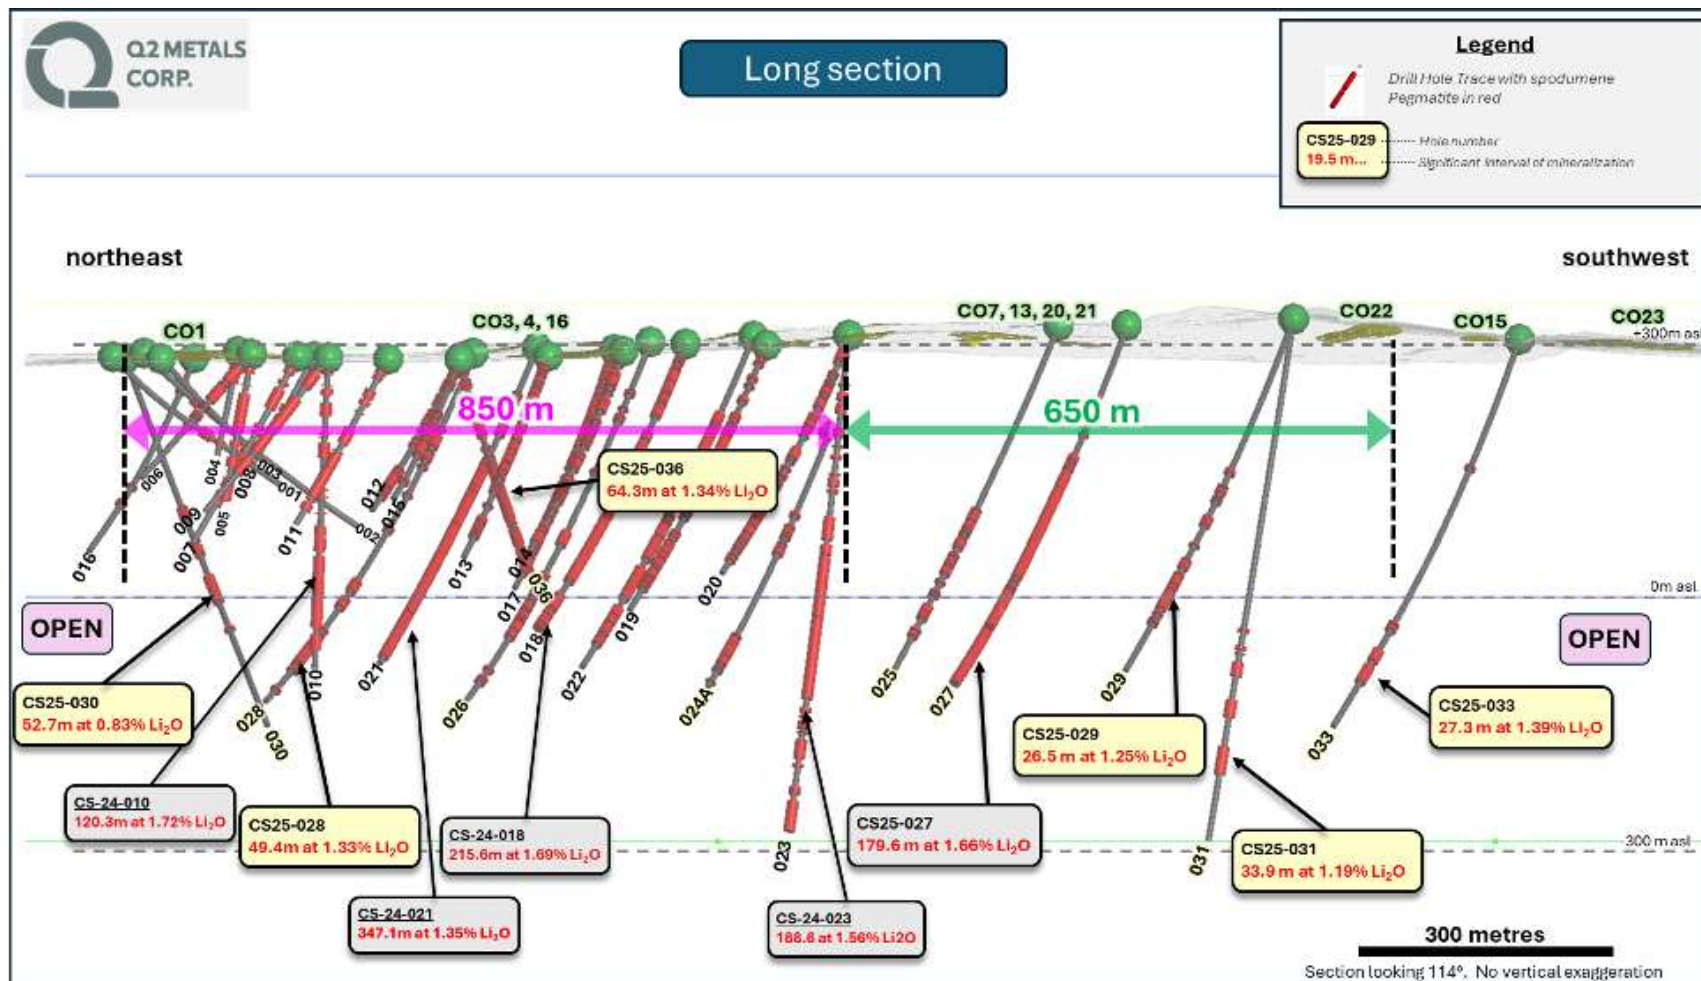 Q2 METALS
CORP.
Long section
Legend
Drill Hole Trace with spodumene
Pegmatite in red
CS25-029
19.5 m...
Hole number
Significant Interval of mineralization
northeast
southwest
CO1
CO3, 4, 16
CO7, 13, 20, 21
CO22
CO15
CO23
+300m asl
850 m
650 m
006
004
003
008
001
012
015
002
009
005
007
011
016
013
014
036
017
018
019
020
010
021
022
028
030
026
024A
025
027
029
033
023
031
0m asl
-300 m asl
OPEN
OPEN
CS25-036
64.3m at 1.34% Li₂O
CS25-030
52.7m at 0.83% Li₂O
CS-24-010
120.3m at 1.72% Li₂O
CS25-028
49.4m at 1.33% Li₂O
CS-24-021
347.1m at 1.35% Li₂O
CS-24-018
215.6m at 1.69% Li₂O
CS-24-023
188.6 at 1.56% Li2O
CS25-027
179.6 m at 1.66% Li₂O
CS25-029
26.5 m at 1.25% Li₂O
CS25-031
33.9 m at 1.19% Li₂O
CS25-033
27.3 m at 1.39% Li₂O
300 metres
Section looking 114°. No vertical exaggeration